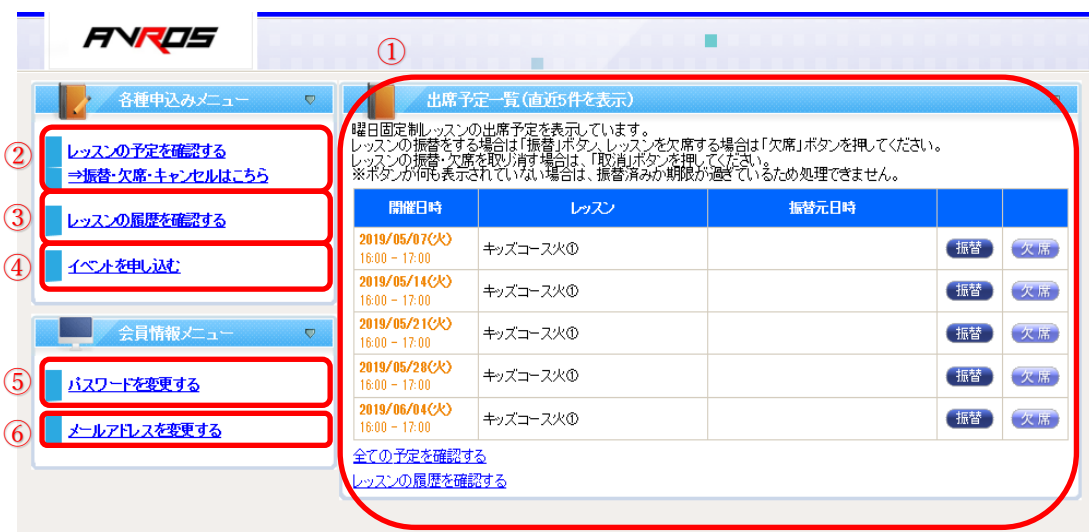 AVROS
①
各種申込みメニュー
②
レッスンの予定を確認する
⇒振替・欠席・キャンセルはこちら
③
レッスンの履歴を確認する
④
イベントを申し込む
会員情報メニュー
⑤
パスワードを変更する
⑥
メールアドレスを変更する
出席予定一覧(直近5件を表示)
曜日固定制レッスンの出席予定を表示しています。
レッスンの振替をする場合は「振替」ボタン、レッスンを欠席する場合は「欠席」ボタンを押してください。
レッスンの振替・欠席を取り消す場合は、「取消」ボタンを押してください。
※ボタンが何も表示されていない場合は、振替済みか期限が過ぎているため処理できません。
開催日時 レッスン 振替元日時
2019/05/07(火)
16:00 - 17:00 キッズコース火① 振替 欠席
2019/05/14(火)
16:00 - 17:00 キッズコース火① 振替 欠席
2019/05/21(火)
16:00 - 17:00 キッズコース火① 振替 欠席
2019/05/28(火)
16:00 - 17:00 キッズコース火① 振替 欠席
2019/06/04(火)
16:00 - 17:00 キッズコース火① 振替 欠席
全ての予定を確認する
レッスンの履歴を確認する